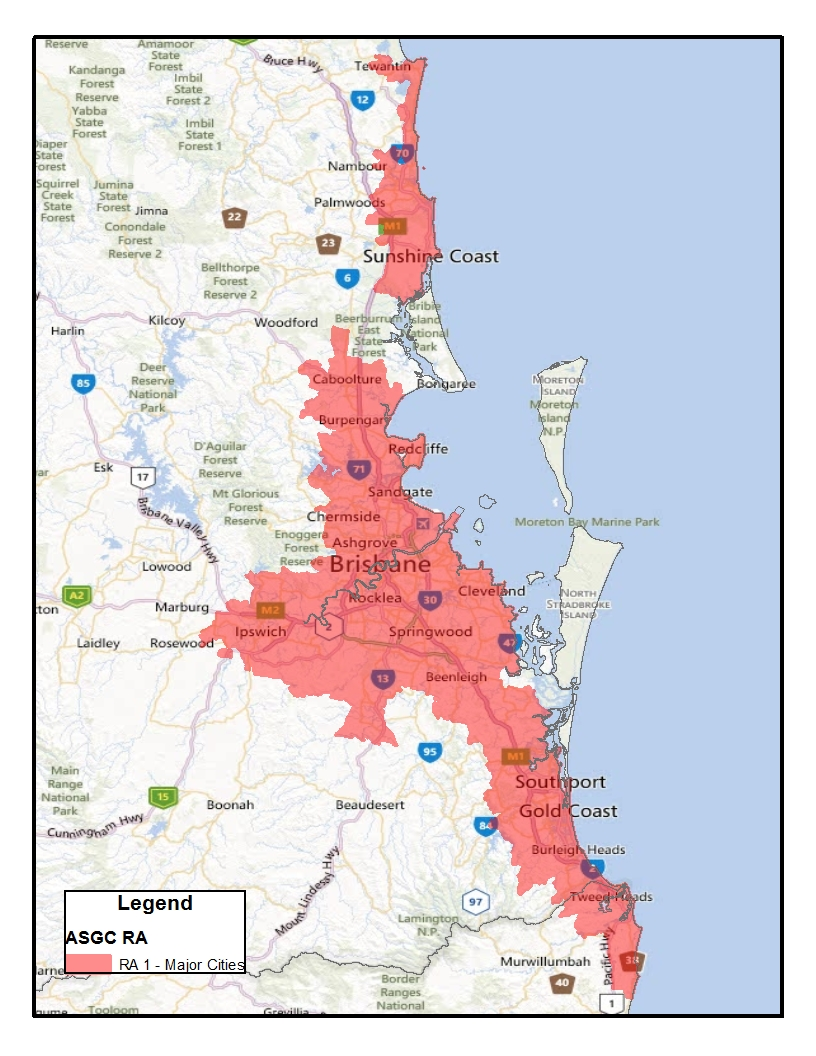 Reserve
Amamoor
State
Forest
Bruce Hwy
Tewantin
Kandanga
Forest
Reserve
Imbil
State
Forest 2
12
Yabba
State
Forest
Imbil
State
Forest 1
State
Forest
70
Nambour
Squirrel
Creek
State
Forest
Jumina
State
Forest
Jimna
Palmwoods
22
M1
Conondale
Forest
Reserve 2
23
Sunshine Coast
Bellthorpe
Forest
Reserve 2
6
Bribie
Island
National
Park
Harlin
Kilcoy
Woodford
Beerburrum
East
State
Forest
85
Deer
Reserve
National
Park
Caboolture
Bongaree
MORETON
ISLAND
Moreton
Island
N.P.
Burpengary
D'Aguilar
Forest
Reserve
Redcliffe
Esk
17
71
Mt Glorious
Forest
Reserve
Sandgate
Brisbane Valley Hwy
Chermside
Moreton Bay Marine Park
Enoggera
Forest
Reserve
Ashgrove
Brisbane
Lowood
A2
Marburg
M2
Rocklea
30
Cleveland
NORTH
STRADBROKE
ISLAND
Laidley
Rosewood
Ipswich
2
Springwood
47
13
Beenleigh
95
M1
Main
Range
National
Park
15
Boonah
Beaudesert
Southport
Gold Coast
Cunningham Hwy
Burleigh Heads
2
Mount Lindesay Hwy
Tweed Heads
97
Lamington
N.P.
Pacific Hwy
Murwillumbah
38
40
1
Border
Ranges
National
Tooloom
Legend
ASGC RA
RA 1 - Major Cities